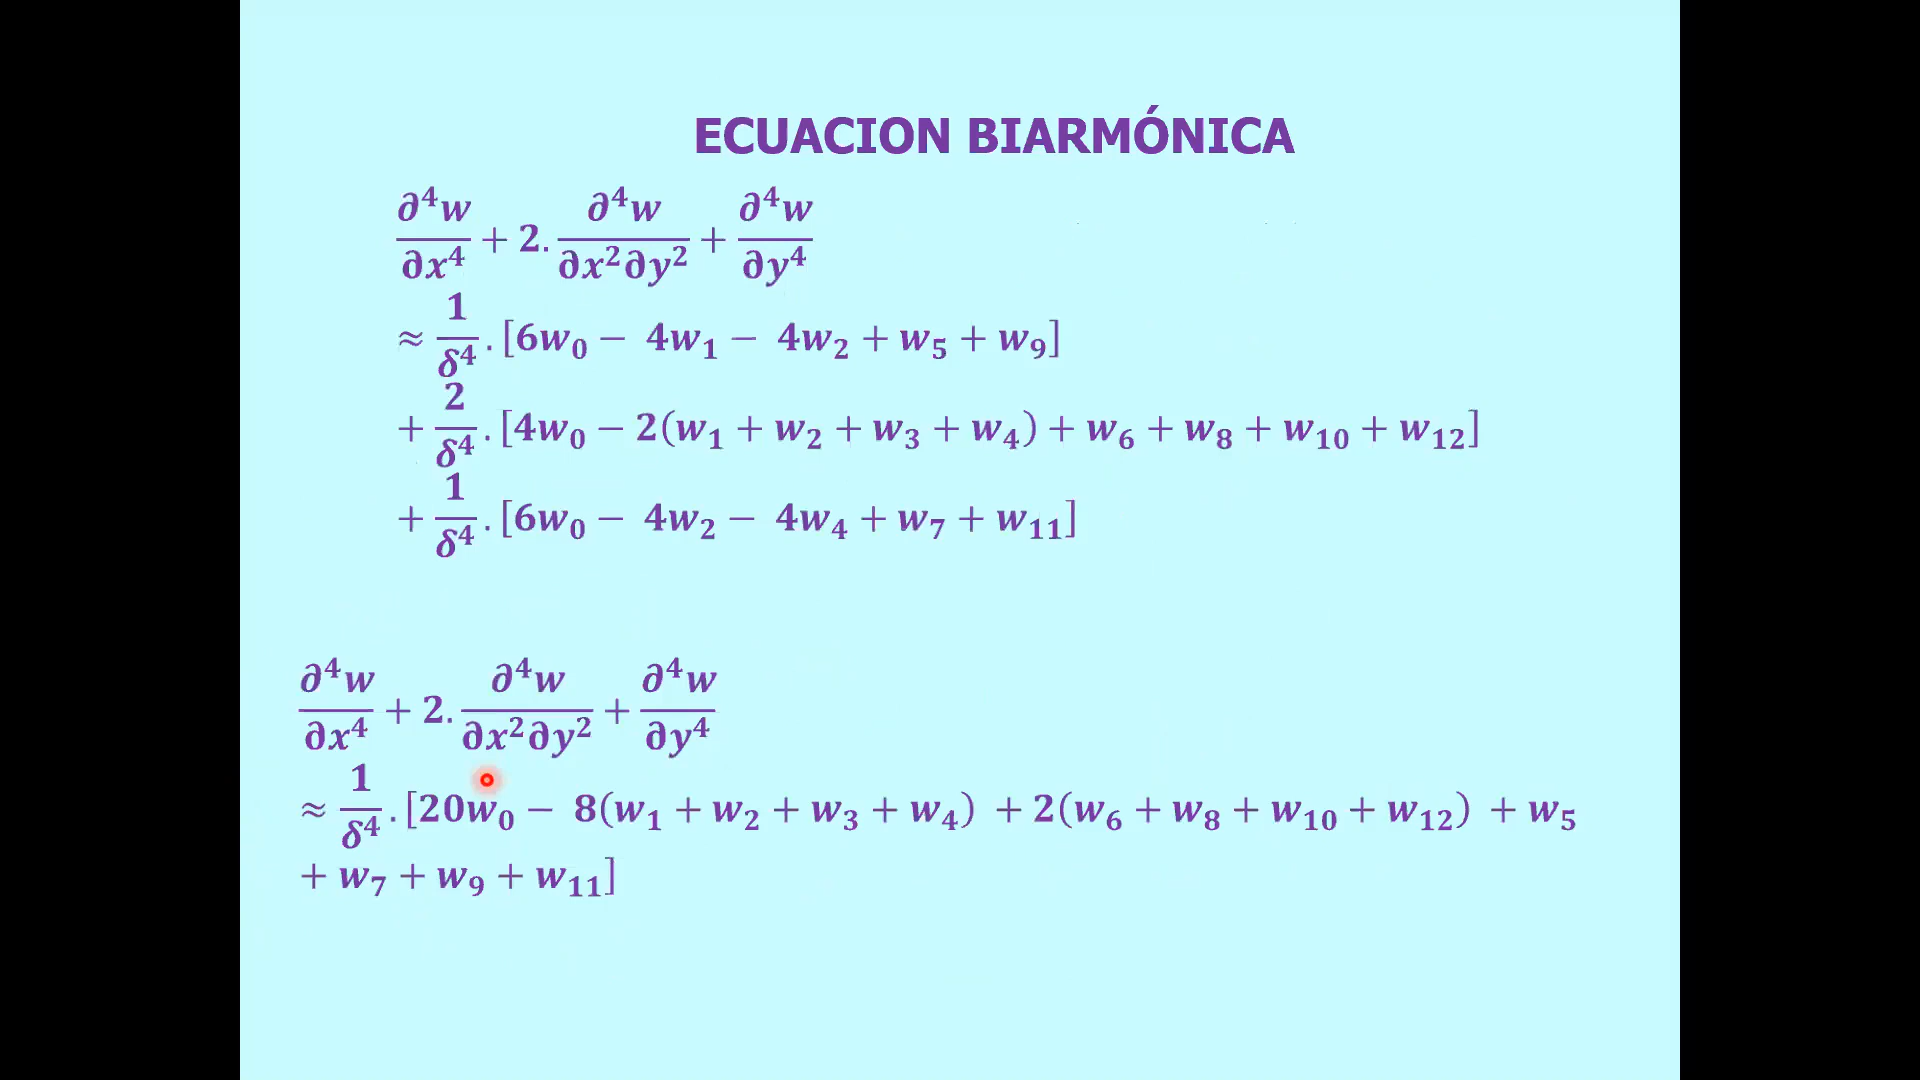 ECUACION BIARMÓNICA
∂⁴w/∂x⁴ + 2. ∂⁴w/∂x²∂y² + ∂⁴w/∂y⁴
≈ 1/δ⁴ . [6w₀ − 4w₁ − 4w₂ + w₅ + w₉]
+ 2/δ⁴ . [4w₀ − 2(w₁ + w₂ + w₃ + w₄) + w₆ + w₈ + w₁₀ + w₁₂]
+ 1/δ⁴ . [6w₀ − 4w₂ − 4w₄ + w₇ + w₁₁]
∂⁴w/∂x⁴ + 2. ∂⁴w/∂x²∂y² + ∂⁴w/∂y⁴
≈ 1/δ⁴ . [20w₀ − 8(w₁ + w₂ + w₃ + w₄) + 2(w₆ + w₈ + w₁₀ + w₁₂) + w₅
+ w₇ + w₉ + w₁₁]